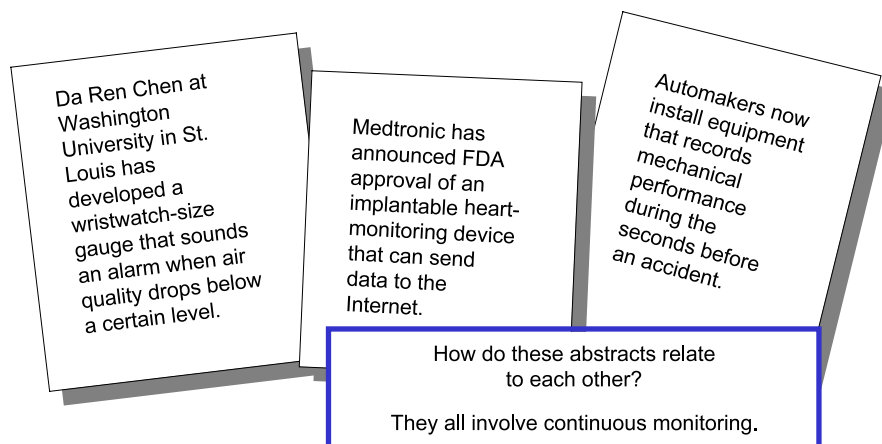 Da Ren Chen at
Washington
University in St.
Louis has
developed a
wristwatch-size
gauge that sounds
an alarm when air
quality drops below
a certain level.
Medtronic has
announced FDA
approval of an
implantable heart-
monitoring device
that can send
data to the
Internet.
Automakers now
install equipment
that records
mechanical
performance
during the
seconds before
an accident.
How do these abstracts relate
to each other?
They all involve continuous monitoring.